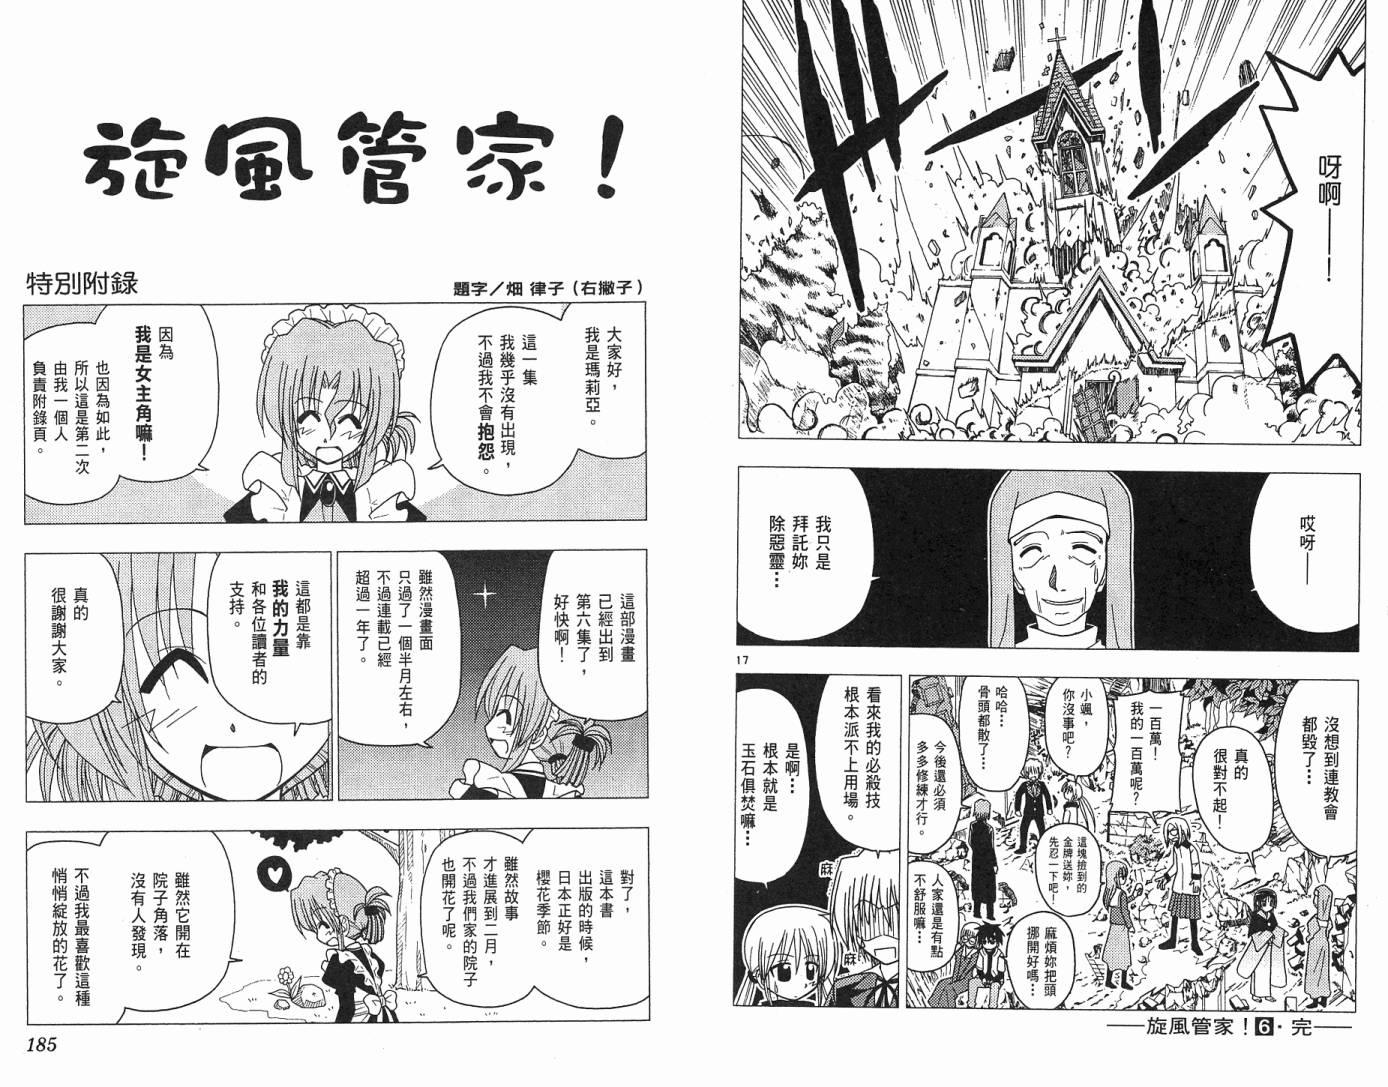 呀啊——！
哎呀—
我只是
拜託妳
除惡靈…
17
沒想到連教會
都毀了…
真的
很對不起！
一百萬！
我的一百萬呢？
小颯，
你沒事吧？
哈哈…
骨頭都散了…
這塊撿到的
金牌送妳，
先忍一下吧！
今後還必須
多多修練才行。
人家還是有點
不舒服嘛…
麻煩妳把頭
挪開好嗎…
看來我的必殺技
根本派不上用場。
是啊…
根本就是
玉石俱焚嘛…
麻
麻
——旋風管家！6·完——
旋風管家！
特別附錄
題字／畑 律子（右撇子）
大家好，
我是瑪莉亞。
這一集
我幾乎沒有出現，
不過我不會抱怨。
因為
我是女主角嘛！
也因為如此，
所以這是第二次
由我一個人
負責附錄頁。
這部漫畫
已經出到
第六集了，
好快啊！
雖然漫畫面
只過了一個半月左右，
不過連載已經
超過一年了。
這都是靠
我的力量
和各位讀者的
支持。
真的
很謝謝大家。
對了，
這本書
出版的時候，
日本正好是
櫻花季節。
雖然故事
才進展到二月，
不過我們家的院子
也開花了呢。
雖然它開在
院子角落，
沒有人發現。
不過我最喜歡這種
悄悄綻放的花了。
185